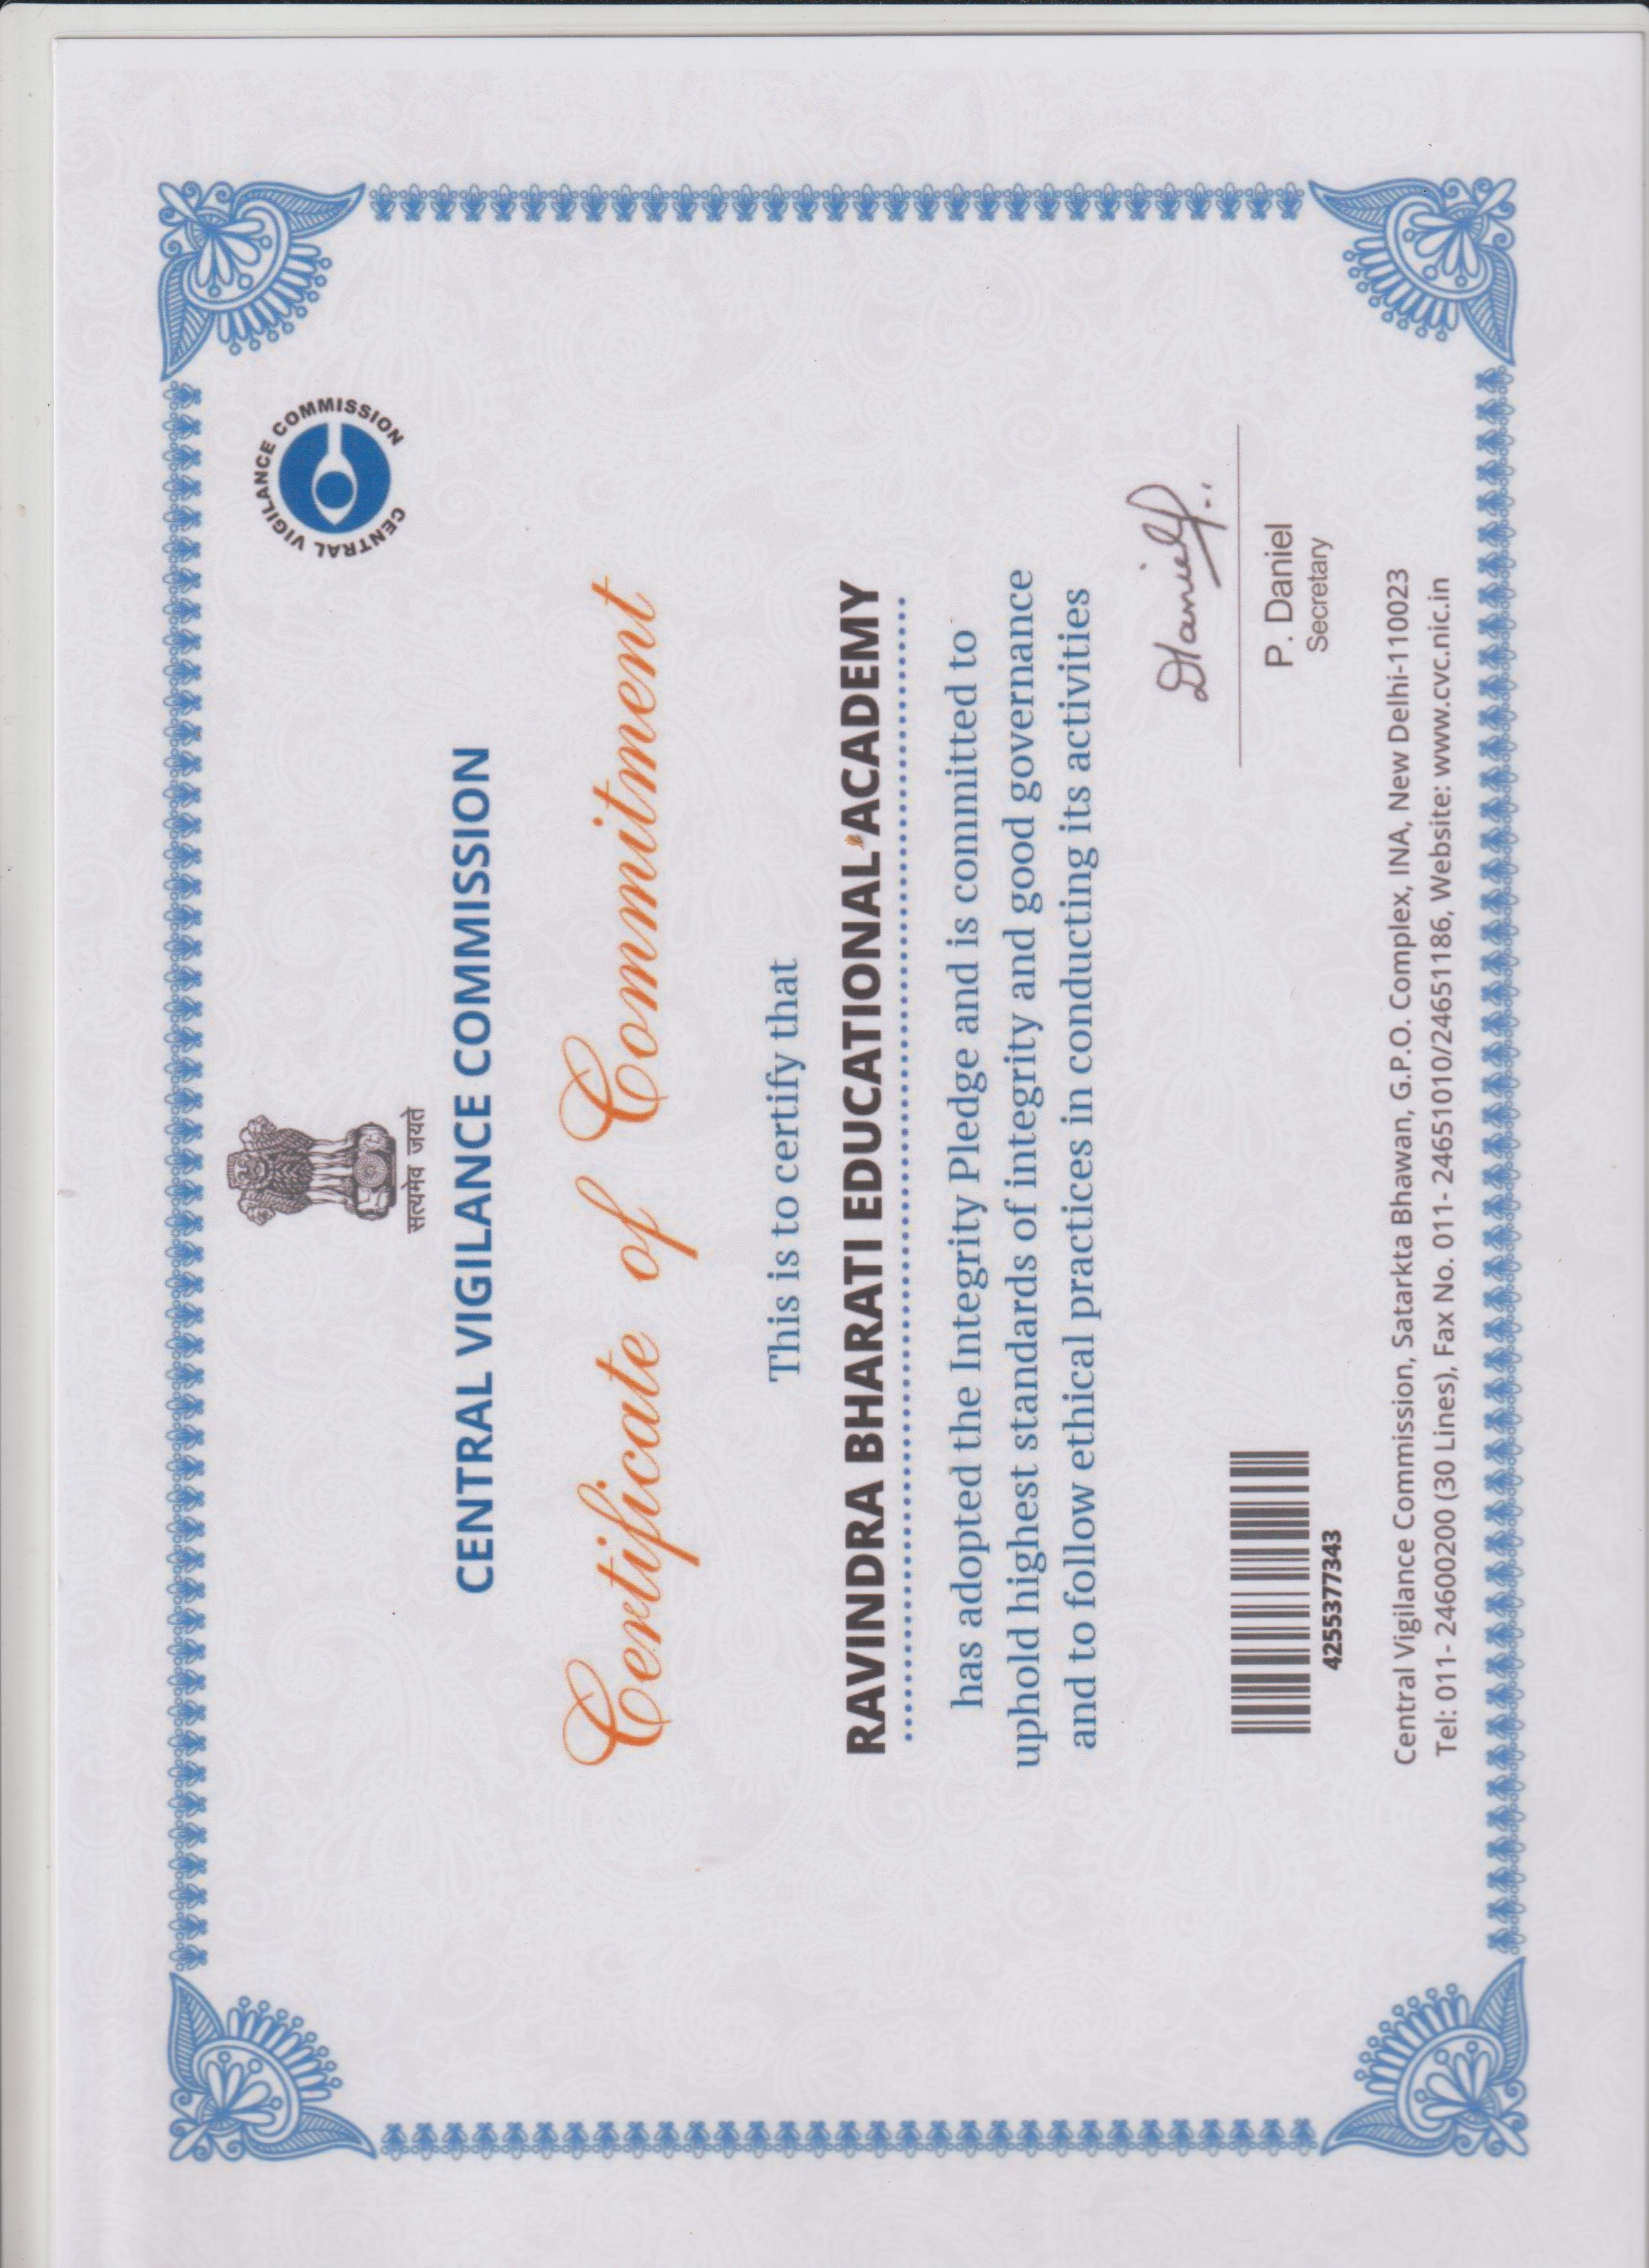 सत्यमेव जयते
CENTRAL VIGILANCE COMMISSION
CENTRAL VIGILANCE COMMISSION
Certificate of Commitment
This is to certify that
RAVINDRA BHARATI EDUCATIONAL ACADEMY
has adopted the Integrity Pledge and is committed to
uphold highest standards of integrity and good governance
and to follow ethical practices in conducting its activities
Daniel
P. Daniel
Secretary
4255377343
Central Vigilance Commission, Satarkta Bhawan, G.P.O. Complex, INA, New Delhi-110023
Tel: 011- 24600200 (30 Lines), Fax No. 011- 24651010/24651186, Website: www.cvc.nic.in